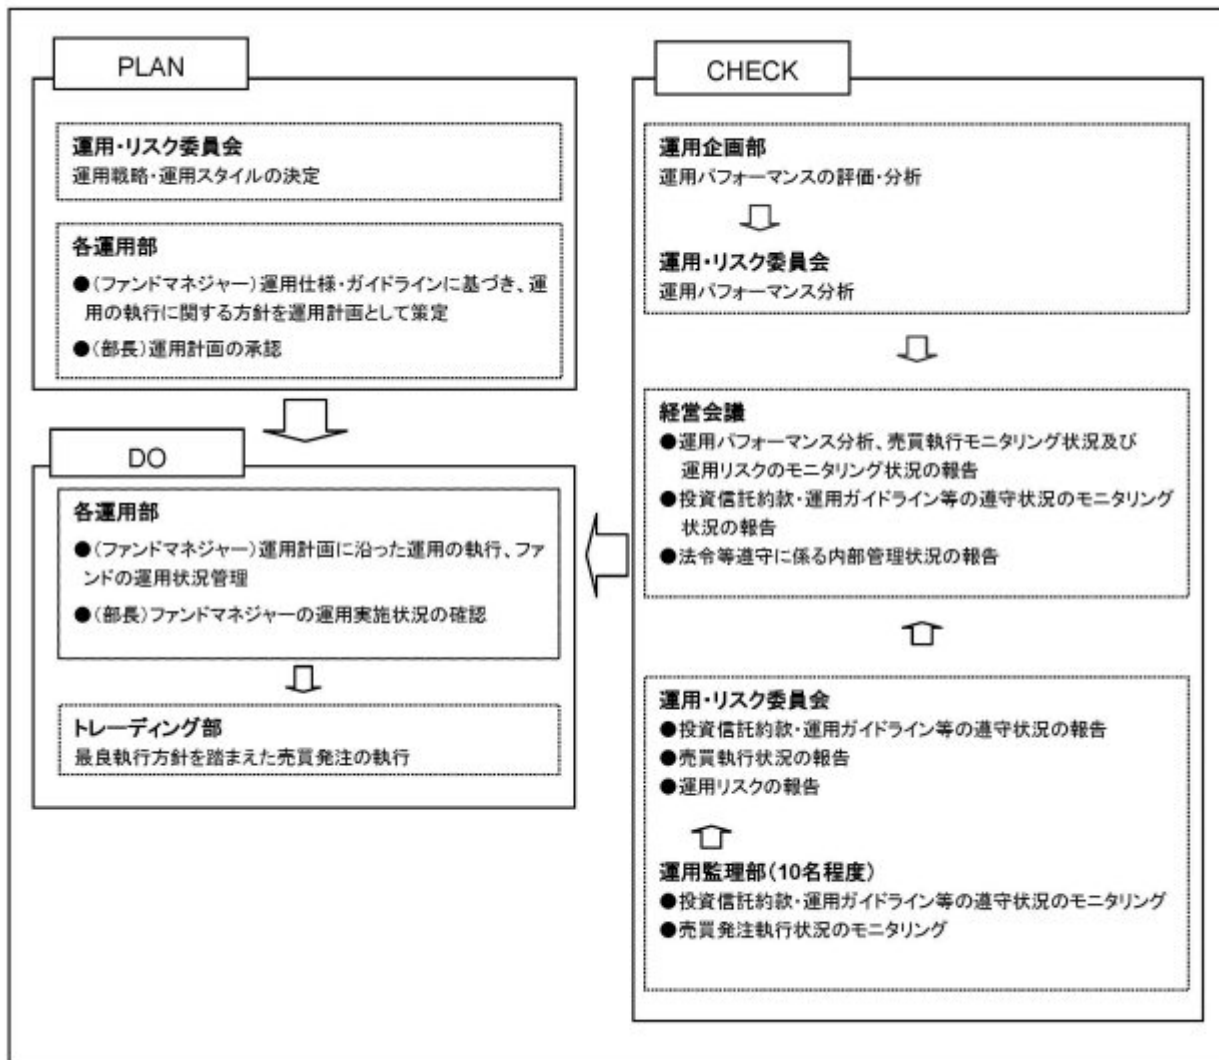 PLAN
運用・リスク委員会
運用戦略・運用スタイルの決定
各運用部
●(ファンドマネジャー)運用仕様・ガイドラインに基づき、運
用の執行に関する方針を運用計画として策定
●(部長)運用計画の承認
DO
各運用部
●(ファンドマネジャー)運用計画に沿った運用の執行、ファ
ンドの運用状況管理
●(部長)ファンドマネジャーの運用実施状況の確認
トレーディング部
最良執行方針を踏まえた売買発注の執行
CHECK
運用企画部
運用パフォーマンスの評価・分析
運用・リスク委員会
運用パフォーマンス分析
経営会議
●運用パフォーマンス分析、売買執行モニタリング状況及び
運用リスクのモニタリング状況の報告
●投資信託約款・運用ガイドライン等の遵守状況のモニタリング
状況の報告
●法令等遵守に係る内部管理状況の報告
運用・リスク委員会
●投資信託約款・運用ガイドライン等の遵守状況の報告
●売買執行状況の報告
●運用リスクの報告
運用監理部(10名程度)
●投資信託約款・運用ガイドライン等の遵守状況のモニタリング
●売買発注執行状況のモニタリング